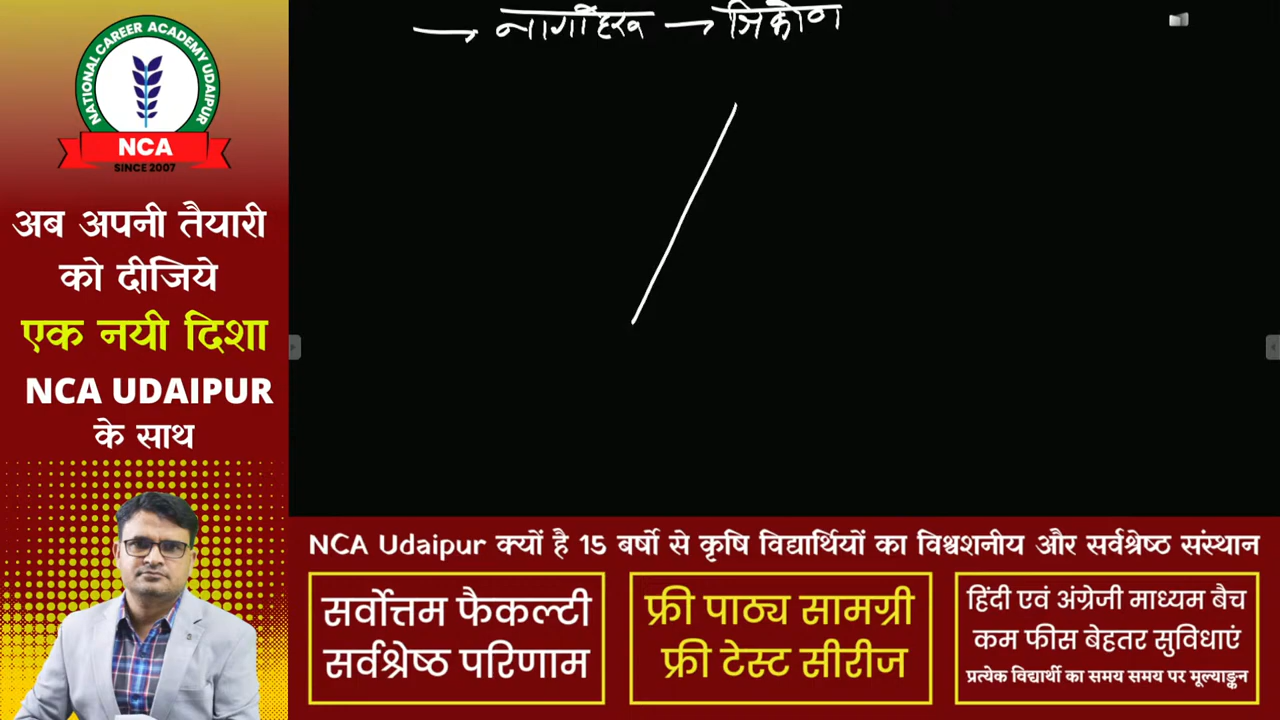 त्रिकोण
NATIONAL CAREER ACADEMY UDAIPUR
NCA
SINCE 2007
अब अपनी तैयारी
को दीजिये
एक नयी दिशा
NCA UDAIPUR
के साथ
NCA Udaipur क्यों है 15 बर्षो से कृषि विद्यार्थियों का विश्वशनीय और सर्वश्रेष्ठ संस्थान
सर्वोत्तम फैकल्टी
सर्वश्रेष्ठ परिणाम
फ्री पाठ्य सामग्री
फ्री टेस्ट सीरीज
हिंदी एवं अंग्रेजी माध्यम बैच
कम फीस बेहतर सुविधाएं
प्रत्येक विद्यार्थी का समय समय पर मूल्याङ्कन